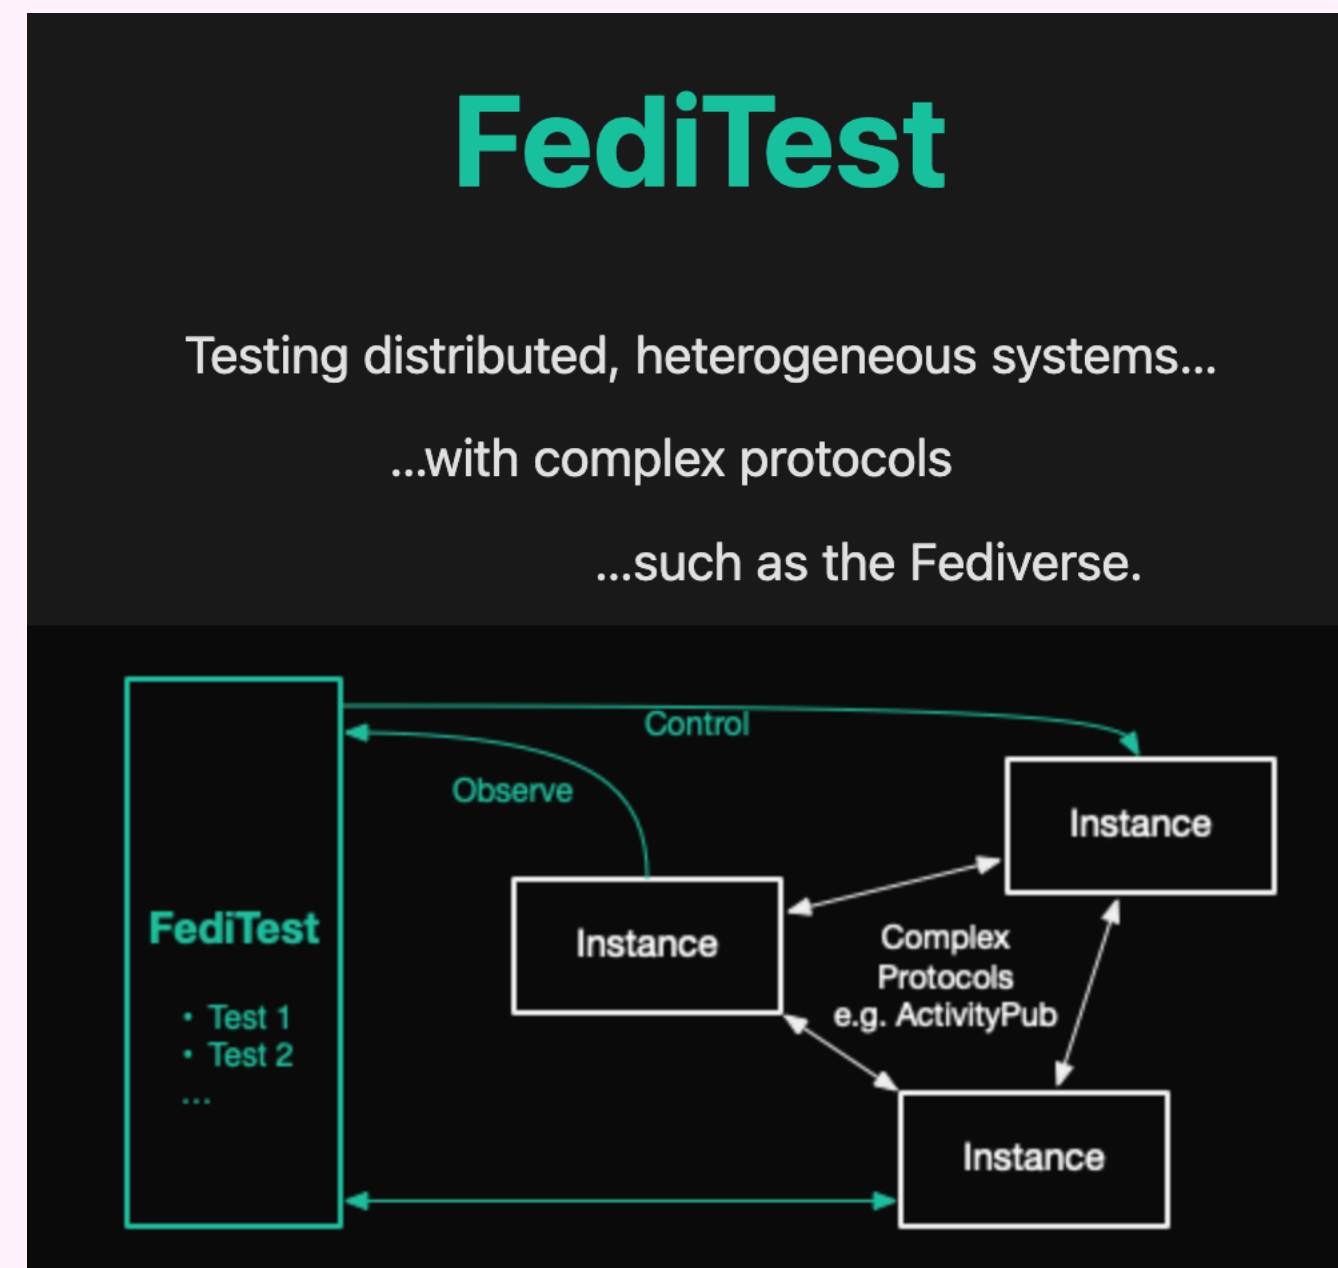 FediTest
Testing distributed, heterogeneous systems...
...with complex protocols
...such as the Fediverse.
Control
Observe
Instance
Instance
FediTest
• Test 1
• Test 2
...
Complex
Protocols
e.g. ActivityPub
Instance